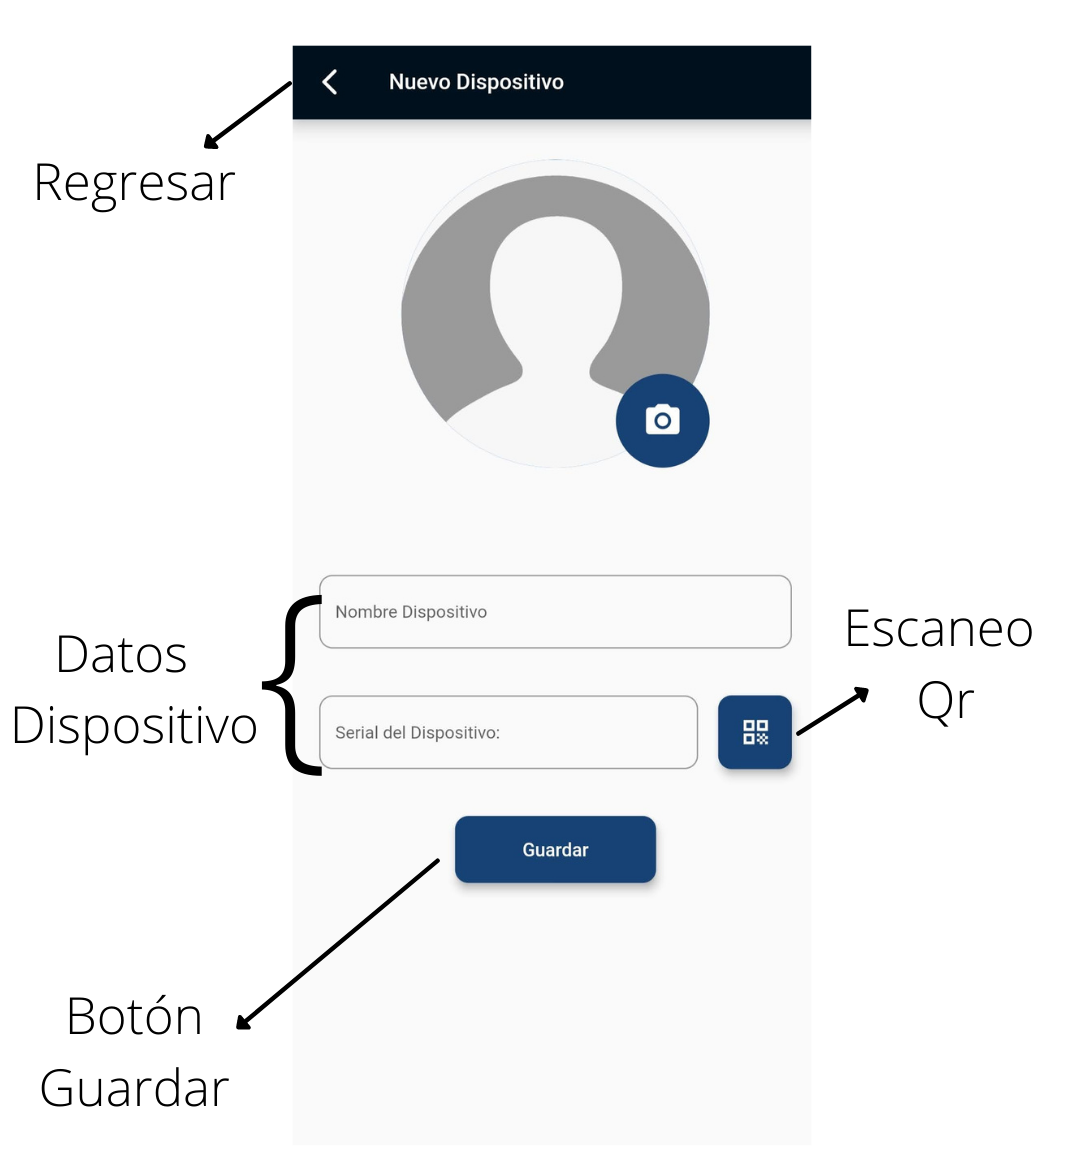 Nuevo Dispositivo
Regresar
Nombre Dispositivo
Datos
Dispositivo
Serial del Dispositivo:
Escaneo
Qr
Guardar
Botón
Guardar